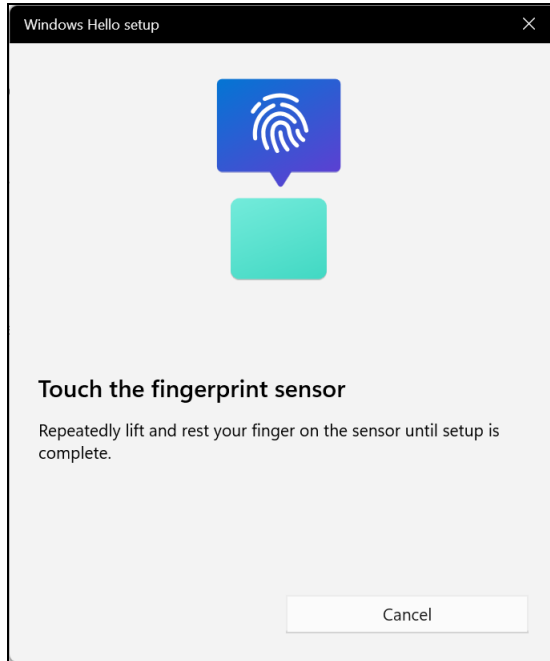 Windows Hello setup
Touch the fingerprint sensor
Repeatedly lift and rest your finger on the sensor until setup is
complete.
Cancel